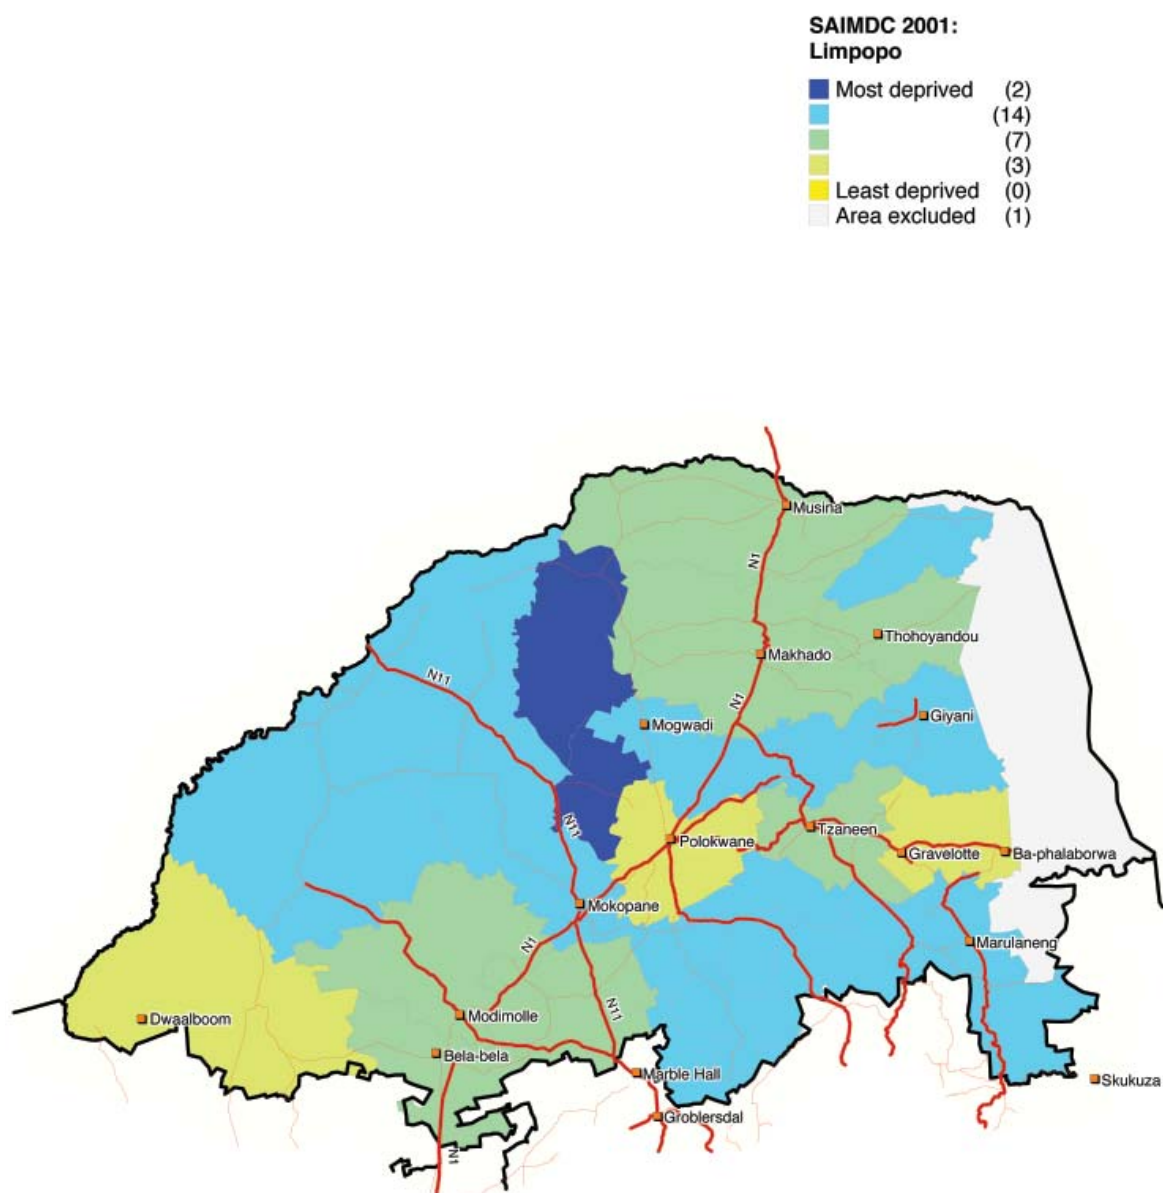 SAIMDC 2001:
Limpopo
Most deprived (2)
(14)
(7)
(3)
Least deprived (0)
Area excluded (1)
Musina
N1
Thohoyandou
Makhado
N11
N1
Giyani
Mogwadi
N11
Tzaneen
Polokwane
Gravelotte
Ba-phalaborwa
Mokopane
N1
Marulaneng
N11
Modimolle
Dwaalboom
Bela-bela
Marble Hall
Skukuza
Groblersdal
N1